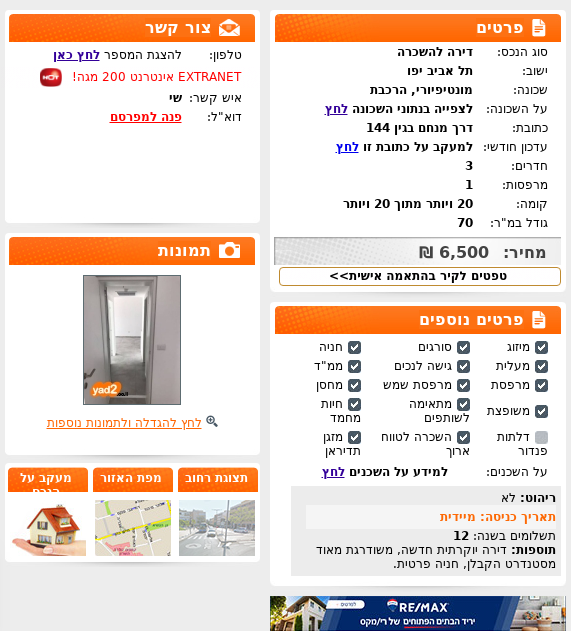 פרטים
סוג הנכס: דירה להשכרה
ישוב: תל אביב יפו
שכונה: מונטיפיורי, הרכבת
על השכונה: לצפייה בנתוני השכונה לחץ
כתובת: דרך מנחם בגין 144
עדכון חודשי: למעקב על כתובת זו לחץ
חדרים: 3
מרפסות: 1
קומה: 20 ויותר מתוך 20 ויותר
גודל במ"ר: 70
מחיר: 6,500 ₪
טפטים לקיר בהתאמה אישית>>
פרטים נוספים
מיזוג סורגים חניה
מעלית גישה לנכים ממ"ד
מרפסת מרפסת שמש מחסן
משופצת מתאימה לשותפים חיות מחמד
דלתות פנדור השכרה לטווח ארוך מזגן תדיראן
על השכנים: למידע על השכנים לחץ
ריהוט: לא
תאריך כניסה: מיידית
תשלומים בשנה: 12
תוספות: דירה יוקרתית חדשה, משודרגת מאוד
מסטנדרט הקבלן, חניה פרטית.
RE/MAX
יריד הבתים הפתוחים של רי/מקס
צור קשר
טלפון: להצגת המספר לחץ כאן
EXTRANET אינטרנט 200 מגה! HOT
איש קשר: שי
דוא"ל: פנה למפרסם
תמונות
yad2
לחץ להגדלה ולתמונות נוספות
תצוגת רחוב
מפת האזור
מעקב על